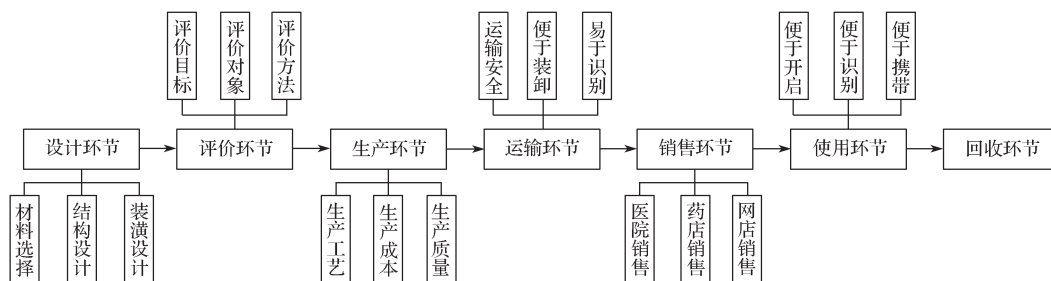 评价目标
评价对象
评价方法
运输安全
便于装卸
易于识别
便于开启
便于识别
便于携带
设计环节
评价环节
生产环节
运输环节
销售环节
使用环节
回收环节
材料选择
结构设计
装潢设计
生产工艺
生产成本
生产质量
医院销售
药店销售
网店销售